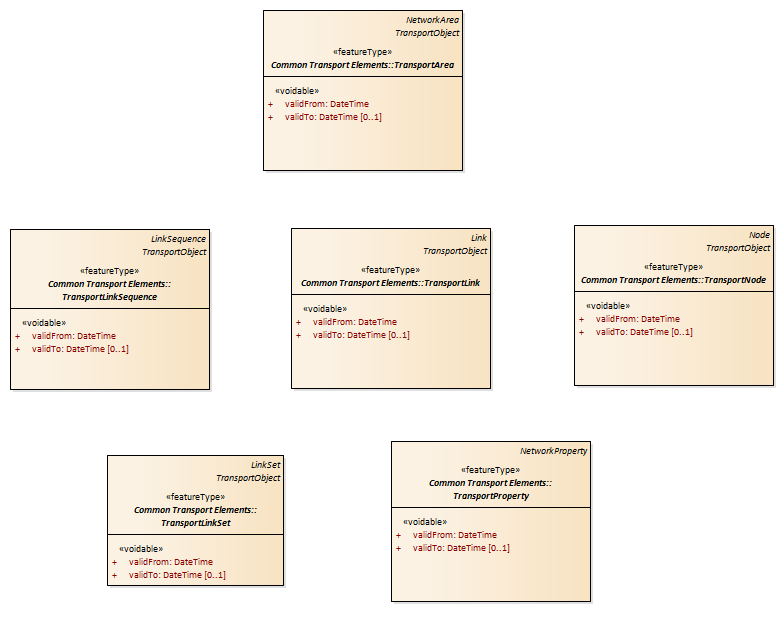 NetworkArea
TransportObject
«featureType»
Common Transport Elements::TransportArea
«voidable»
+ validFrom: DateTime
+ validTo: DateTime [0..1]
LinkSequence
TransportObject
«featureType»
Common Transport Elements::
TransportLinkSequence
«voidable»
+ validFrom: DateTime
+ validTo: DateTime [0..1]
Link
TransportObject
«featureType»
Common Transport Elements::TransportLink
«voidable»
+ validFrom: DateTime
+ validTo: DateTime [0..1]
Node
TransportObject
«featureType»
Common Transport Elements::TransportNode
«voidable»
+ validFrom: DateTime
+ validTo: DateTime [0..1]
LinkSet
TransportObject
«featureType»
Common Transport Elements::
TransportLinkSet
«voidable»
+ validFrom: DateTime
+ validTo: DateTime [0..1]
NetworkProperty
«featureType»
Common Transport Elements::
TransportProperty
«voidable»
+ validFrom: DateTime
+ validTo: DateTime [0..1]